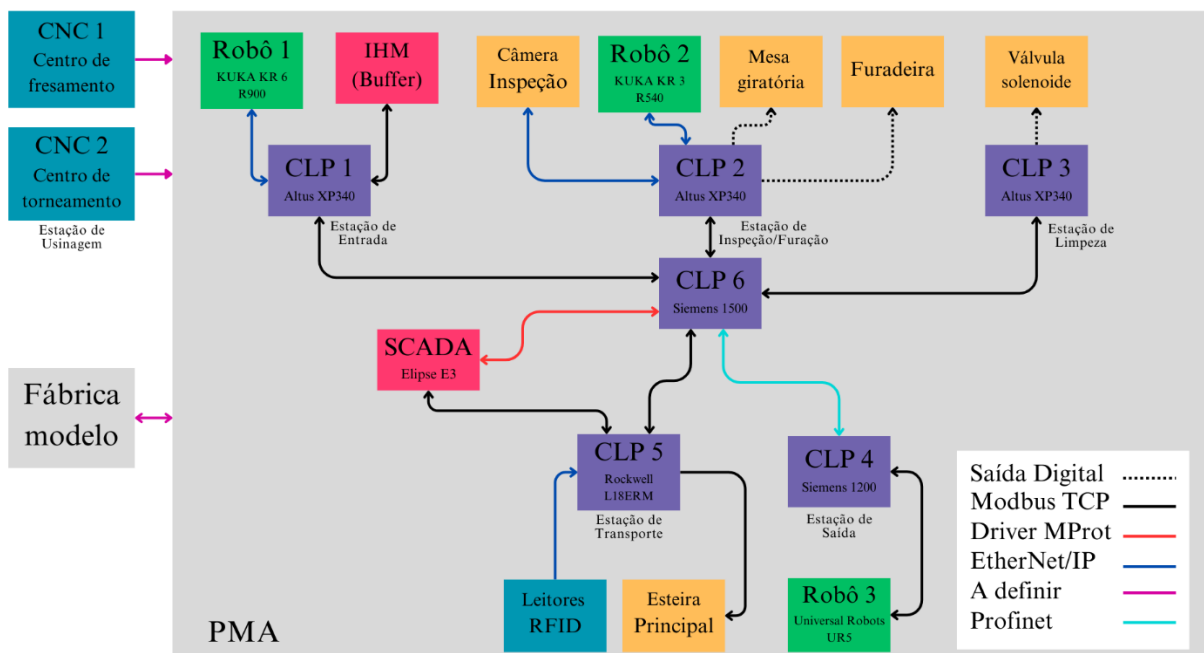 CNC 1
Centro de
fresamento
CNC 2
Centro de
torneamento
Estação de
Usinagem
Fábrica
modelo
Robô 1
KUKA KR 6
R900
IHM
(Buffer)
Câmera
Inspeção
Robô 2
KUKA KR 3
R540
Mesa
giratória
Furadeira
Válvula
solenoide
CLP 1
Altus XP340
Estação de
Entrada
CLP 2
Altus XP340
Estação de
Inspeção/Furação
CLP 3
Altus XP340
Estação de
Limpeza
CLP 6
Siemens 1500
SCADA
Elipse E3
CLP 5
Rockwell
L18ERM
Estação de
Transporte
CLP 4
Siemens 1200
Estação de
Saída
Leitores
RFID
Esteira
Principal
Robô 3
Universal Robots
UR5
PMA
Saída Digital
Modbus TCP
Driver MProt
EtherNet/IP
A definir
Profinet